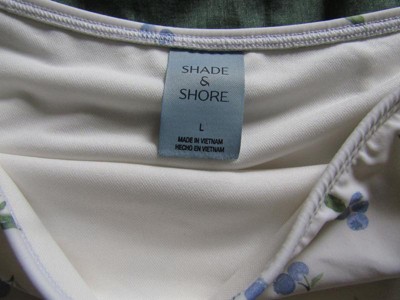 SHADE
&
SHORE
L
MADE IN VIETNAM
HECHO EN VIETNAM